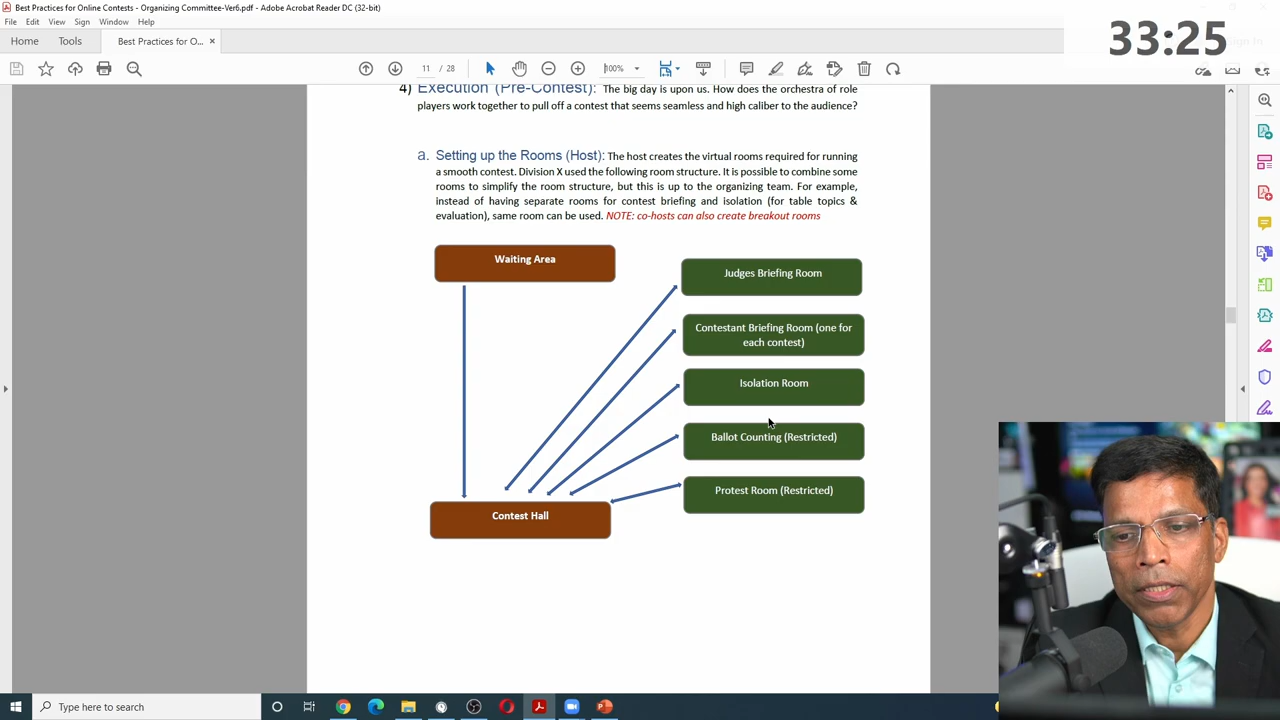 Best Practices for Online Contests - Organizing Committee-Ver6.pdf - Adobe Acrobat Reader DC (32-bit)
File Edit View Sign Window Help
33:25
Home Tools Best Practices for O... ×
11 / 28 100%
4) Execution (Pre-Contest): The big day is upon us. How does the orchestra of role
players work together to pull off a contest that seems seamless and high caliber to the audience?
a. Setting up the Rooms (Host): The host creates the virtual rooms required for running
a smooth contest. Division X used the following room structure. It is possible to combine some
rooms to simplify the room structure, but this is up to the organizing team. For example,
instead of having separate rooms for contest briefing and isolation (for table topics &
evaluation), same room can be used. NOTE: co-hosts can also create breakout rooms
Waiting Area
Judges Briefing Room
Contestant Briefing Room (one for
each contest)
Isolation Room
Ballot Counting (Restricted)
Protest Room (Restricted)
Contest Hall
Type here to search